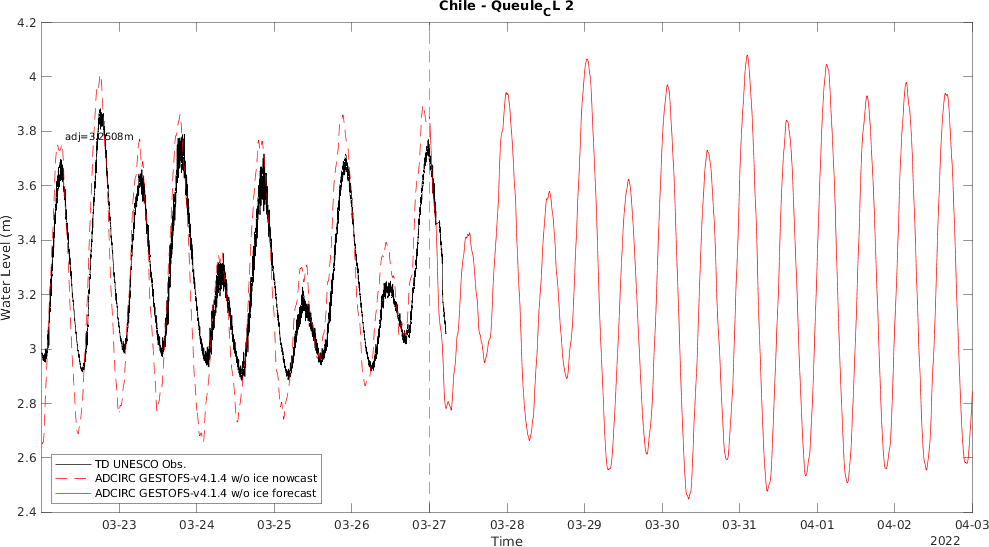 Chile - Queule_CL 2
4.2
4
3.8
3.6
3.4
3.2
3
2.8
2.6
2.4
Water Level (m)
adj=3.2508m
TD UNESCO Obs.
ADCIRC GESTOFS-v4.1.4 w/o ice nowcast
ADCIRC GESTOFS-v4.1.4 w/o ice forecast
03-23 03-24 03-25 03-26 03-27 03-28 03-29 03-30 03-31 04-01 04-02 04-03
Time
2022